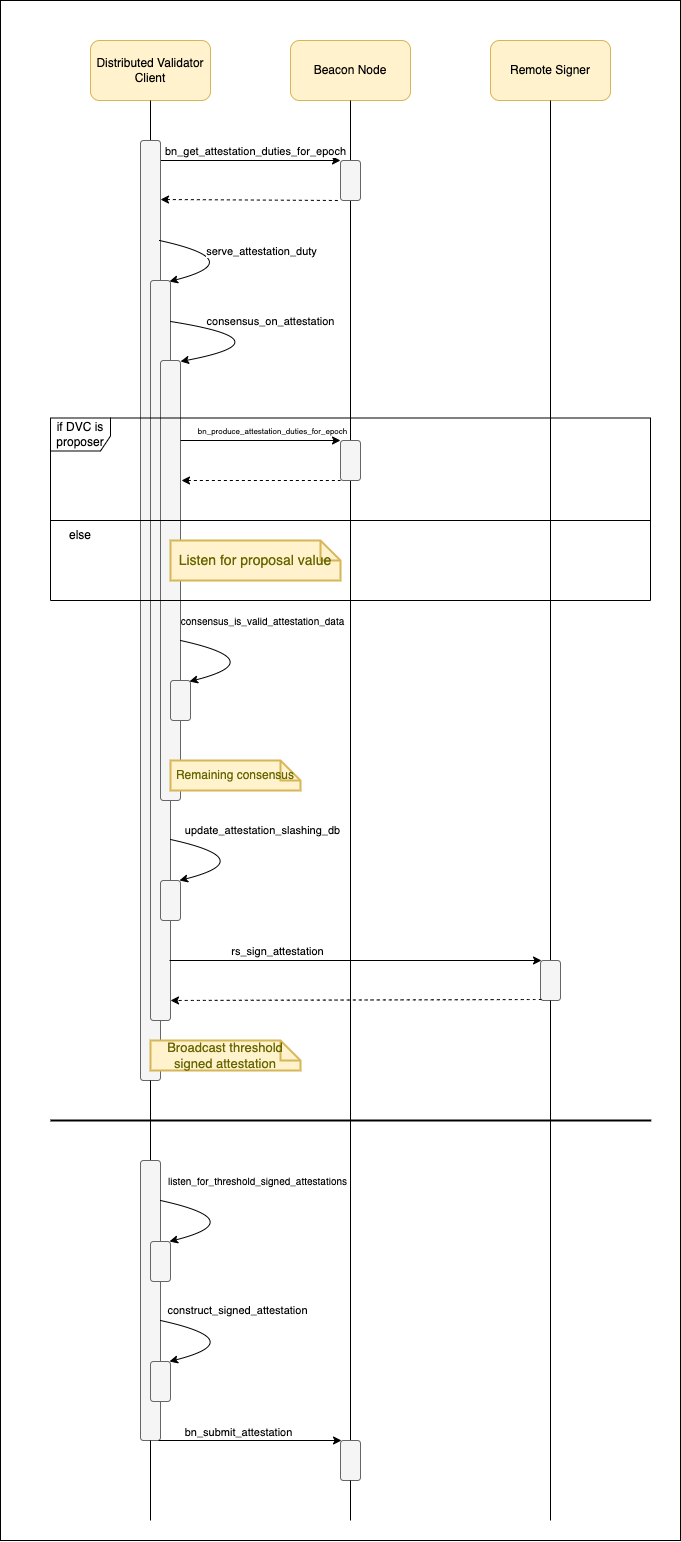 Distributed Validator
Client
Beacon Node
Remote Signer
bn_get_attestation_duties_for_epoch
serve_attestation_duty
consensus_on_attestation
if DVC is
proposer
bn_produce_attestation_duties_for_epoch
else
Listen for proposal value
consensus_is_valid_attestation_data
Remaining consensus
update_attestation_slashing_db
rs_sign_attestation
Broadcast threshold
signed attestation
listen_for_threshold_signed_attestations
construct_signed_attestation
bn_submit_attestation